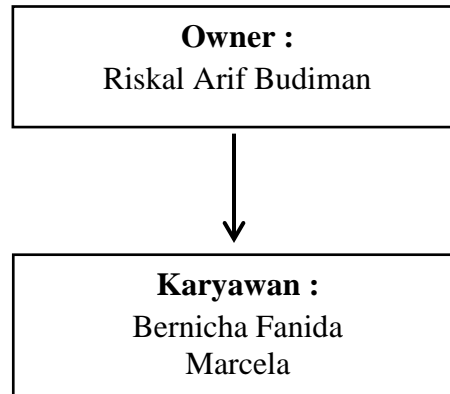 Owner :
Riskal Arif Budiman
Karyawan :
Bernicha Fanida
Marcela